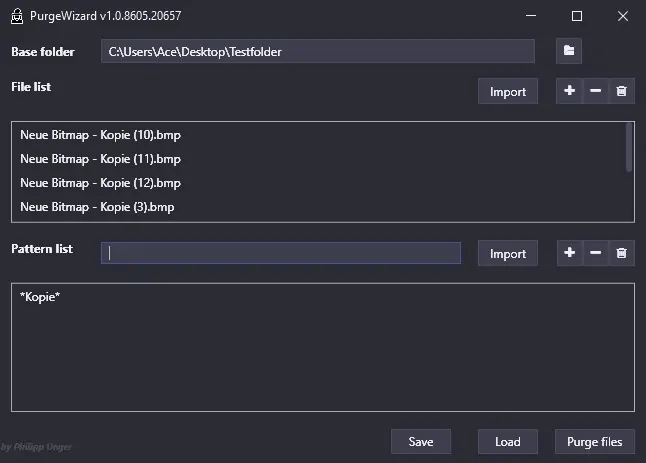 PurgeWizard v1.0.8605.20657
Base folder C:\Users\Ace\Desktop\Testfolder
File list Import
Neue Bitmap - Kopie (10).bmp
Neue Bitmap - Kopie (11).bmp
Neue Bitmap - Kopie (12).bmp
Neue Bitmap - Kopie (3).bmp
Pattern list Import
*Kopie*
Save Load Purge files
by Philipp Unger